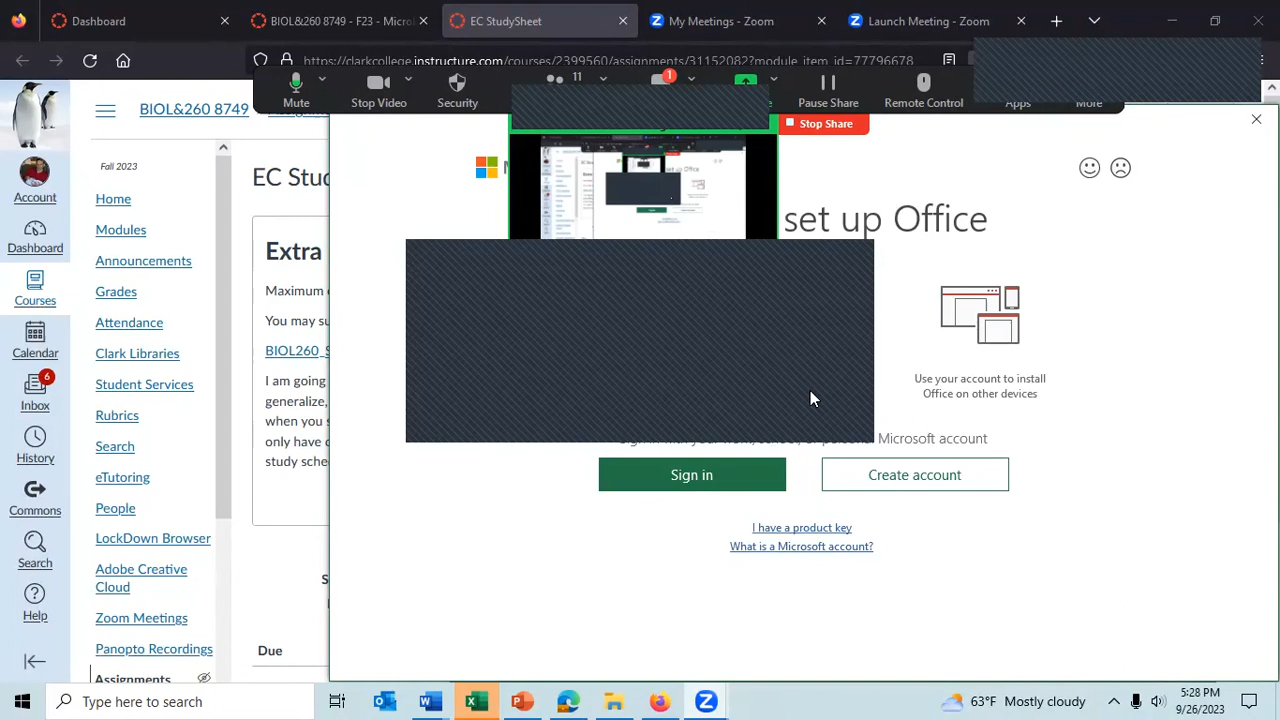 Dashboard
BIOL&260 8749 - F23 - Microl
EC StudySheet
My Meetings - Zoom
Launch Meeting - Zoom
https://darkcollege.instructure.com/courses/2399560/assignments/31152082?module_item_id=77796678
Mute
Stop Video
Security
11
1
Pause Share
Remote Control
Apps
More
Stop Share
BIOL&260 8749
Fall 2023
Home
Modules
Announcements
Grades
Attendance
Clark Libraries
Student Services
Rubrics
Search
eTutoring
People
LockDown Browser
Adobe Creative
Cloud
Zoom Meetings
Panopto Recordings
Assignments
Account
Dashboard
Courses
Calendar
6
Inbox
History
Commons
Search
Help
EC Stu
Extra
Maximum
You may su
BIOL260
I am going
generalize
when you
only have
study sche
Due
set up Office
Use your account to install
Office on other devices
Microsoft account
Sign in
Create account
I have a product key
What is a Microsoft account?
Type here to search
63°F Mostly cloudy
5:28 PM
9/26/2023